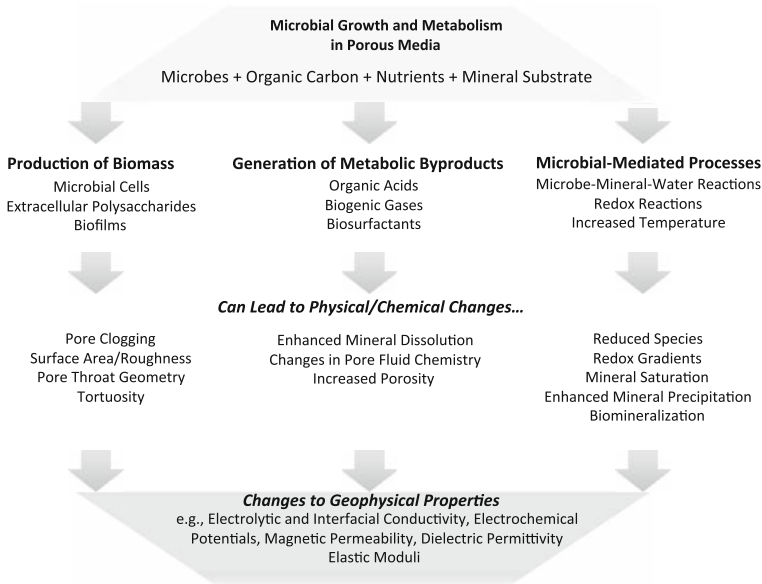 Microbial Growth and Metabolism
in Porous Media
Microbes + Organic Carbon + Nutrients + Mineral Substrate
Production of Biomass
Microbial Cells
Extracellular Polysaccharides
Biofilms
Generation of Metabolic Byproducts
Organic Acids
Biogenic Gases
Biosurfactants
Microbial-Mediated Processes
Microbe-Mineral-Water Reactions
Redox Reactions
Increased Temperature
Can Lead to Physical/Chemical Changes...
Pore Clogging
Surface Area/Roughness
Pore Throat Geometry
Tortuosity
Enhanced Mineral Dissolution
Changes in Pore Fluid Chemistry
Increased Porosity
Reduced Species
Redox Gradients
Mineral Saturation
Enhanced Mineral Precipitation
Biomineralization
Changes to Geophysical Properties
e.g., Electrolytic and Interfacial Conductivity, Electrochemical
Potentials, Magnetic Permeability, Dielectric Permittivity
Elastic Moduli